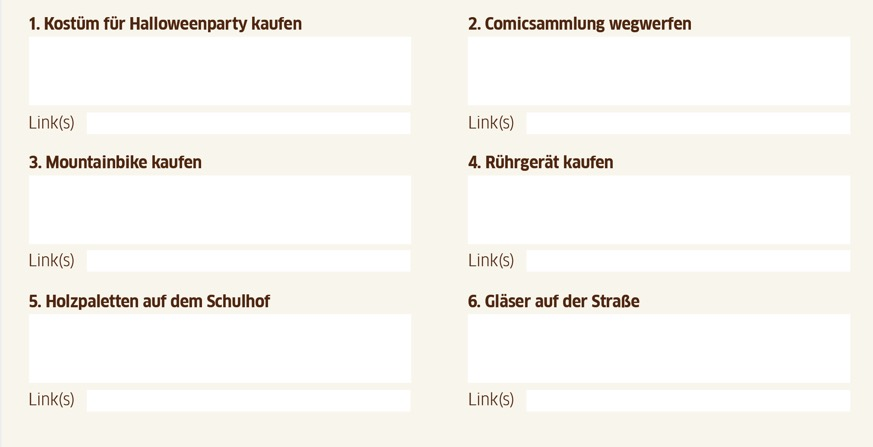 1. Kostüm für Halloweenparty kaufen
Link(s)
2. Comicsammlung wegwerfen
Link(s)
3. Mountainbike kaufen
Link(s)
4. Rührgerät kaufen
Link(s)
5. Holzpaletten auf dem Schulhof
Link(s)
6. Gläser auf der Straße
Link(s)